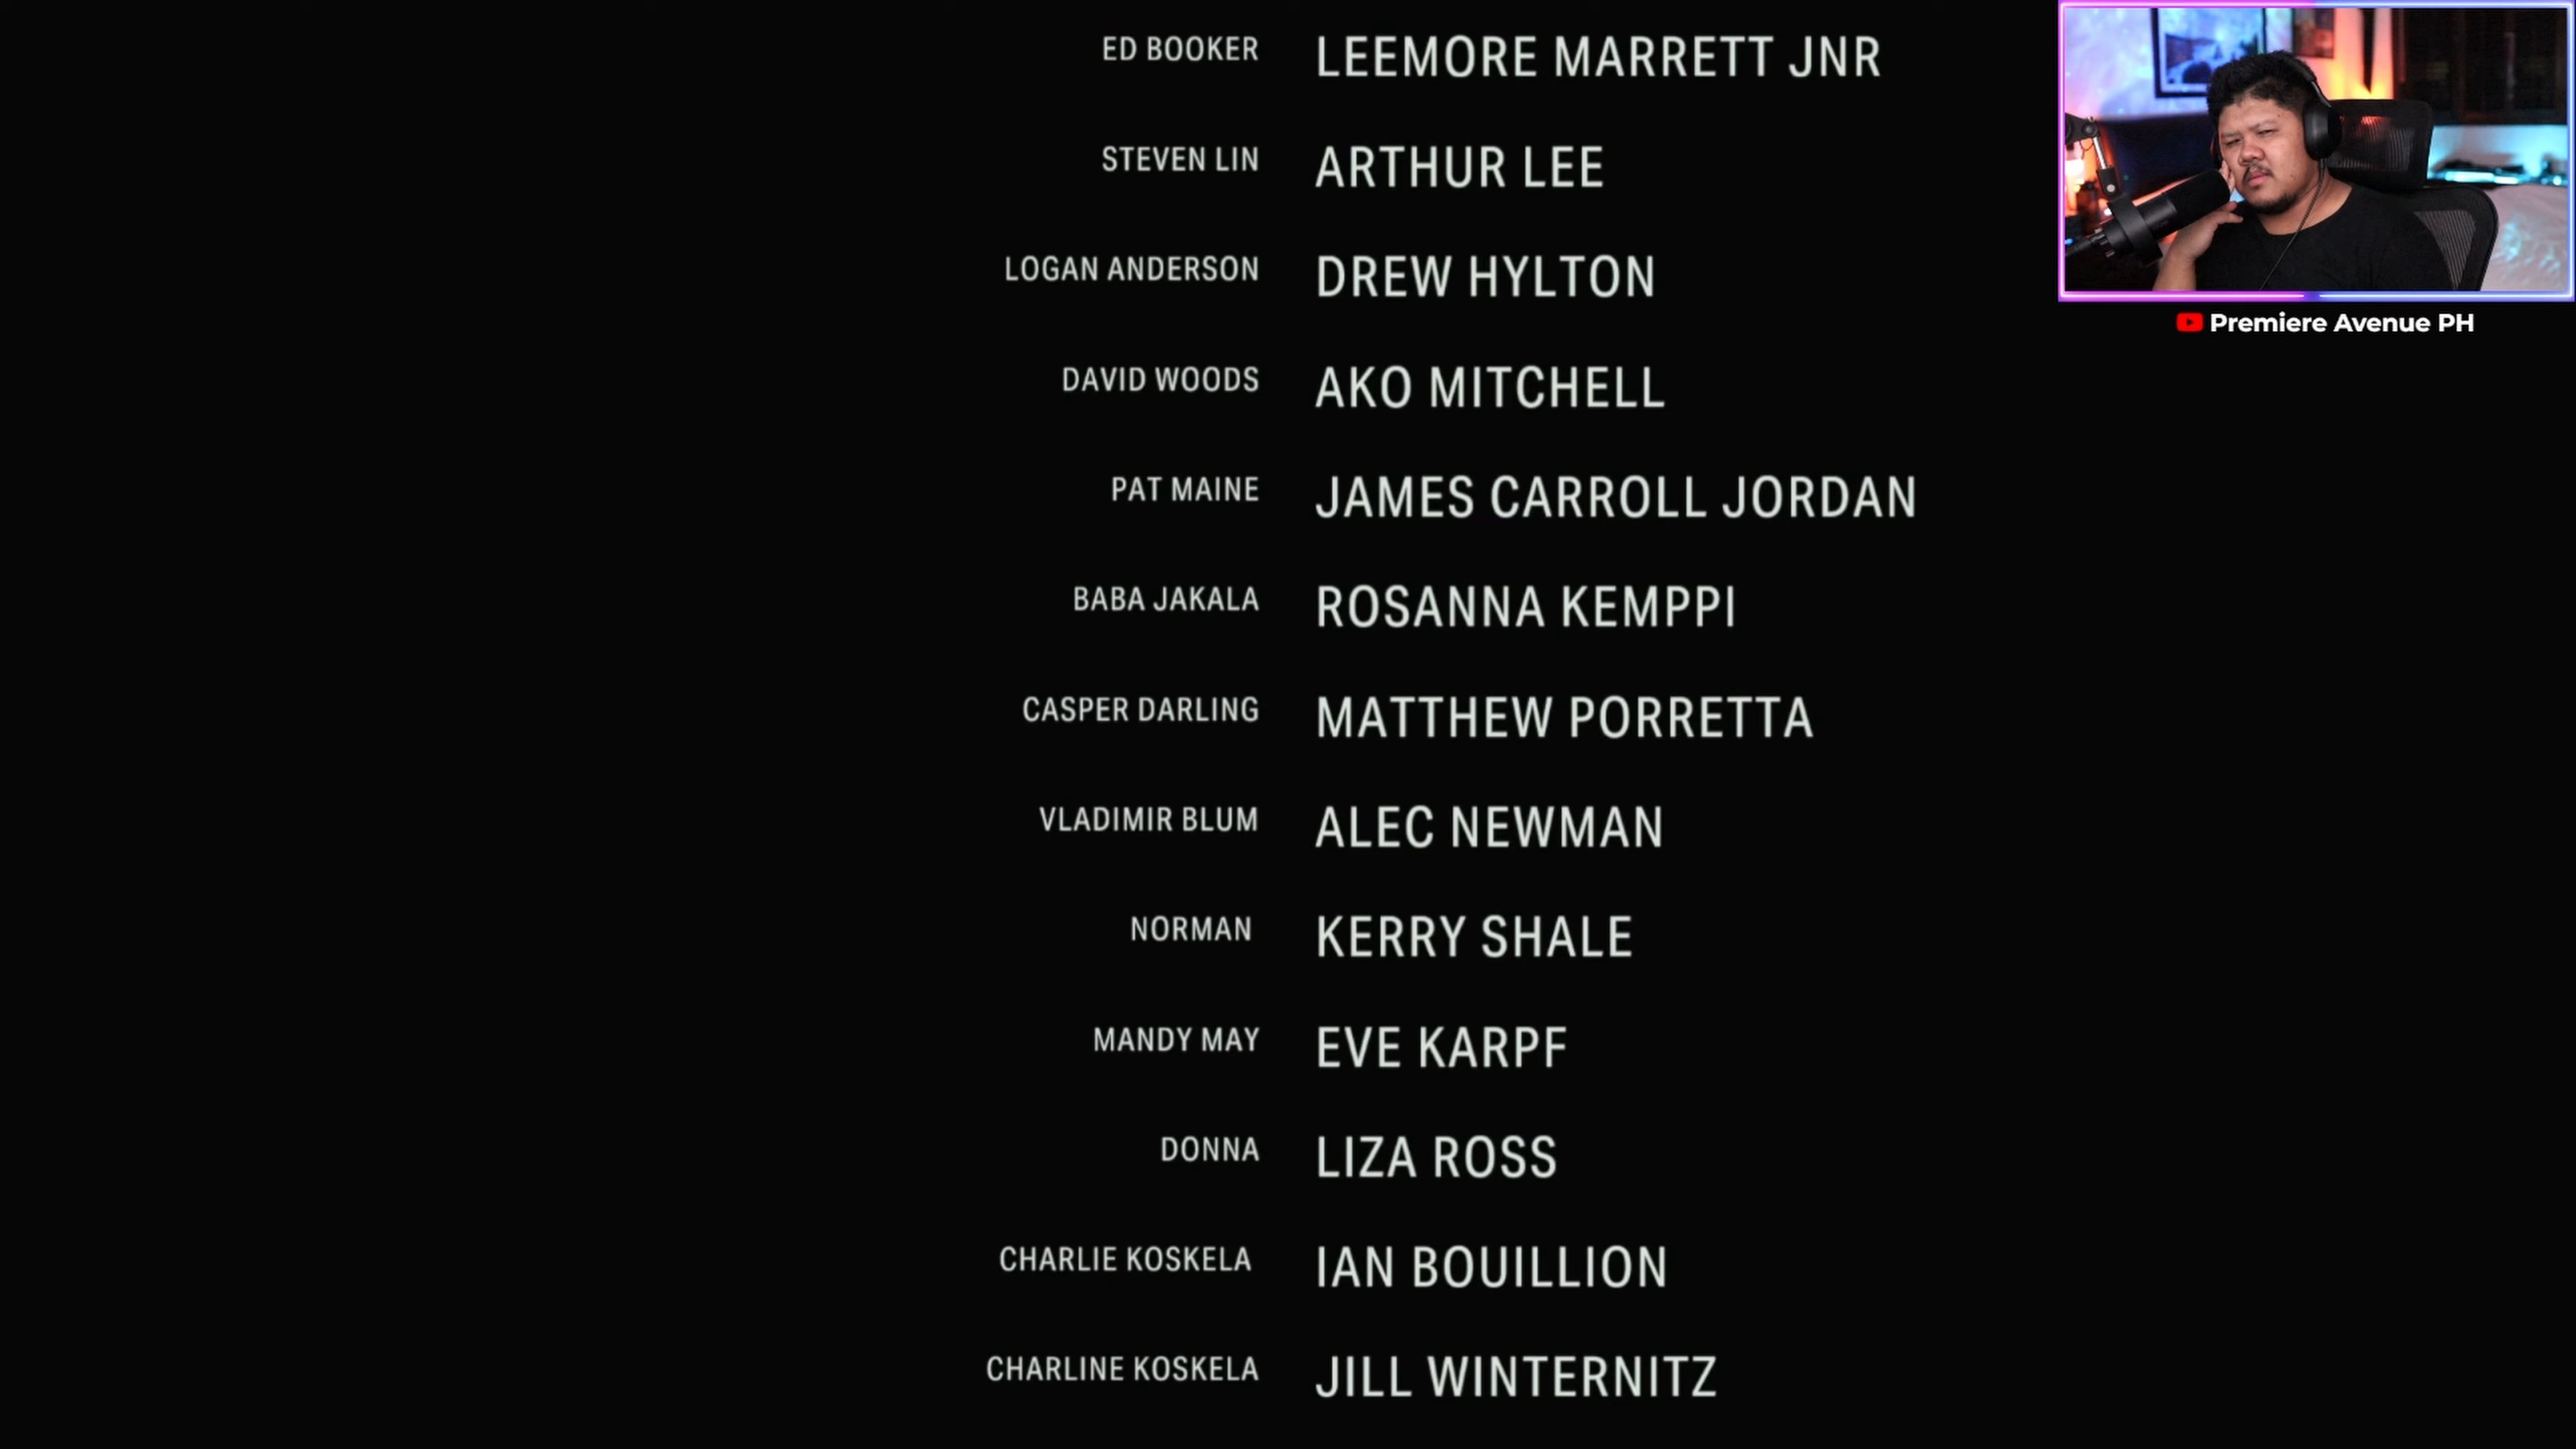 ED BOOKER LEEMORE MARRETT JNR
STEVEN LIN ARTHUR LEE
LOGAN ANDERSON DREW HYLTON
DAVID WOODS AKO MITCHELL
PAT MAINE JAMES CARROLL JORDAN
BABA JAKALA ROSANNA KEMPPI
CASPER DARLING MATTHEW PORRETTA
VLADIMIR BLUM ALEC NEWMAN
NORMAN KERRY SHALE
MANDY MAY EVE KARPF
DONNA LIZA ROSS
CHARLIE KOSKELA IAN BOUILLION
CHARLINE KOSKELA JILL WINTERNITZ
Premiere Avenue PH